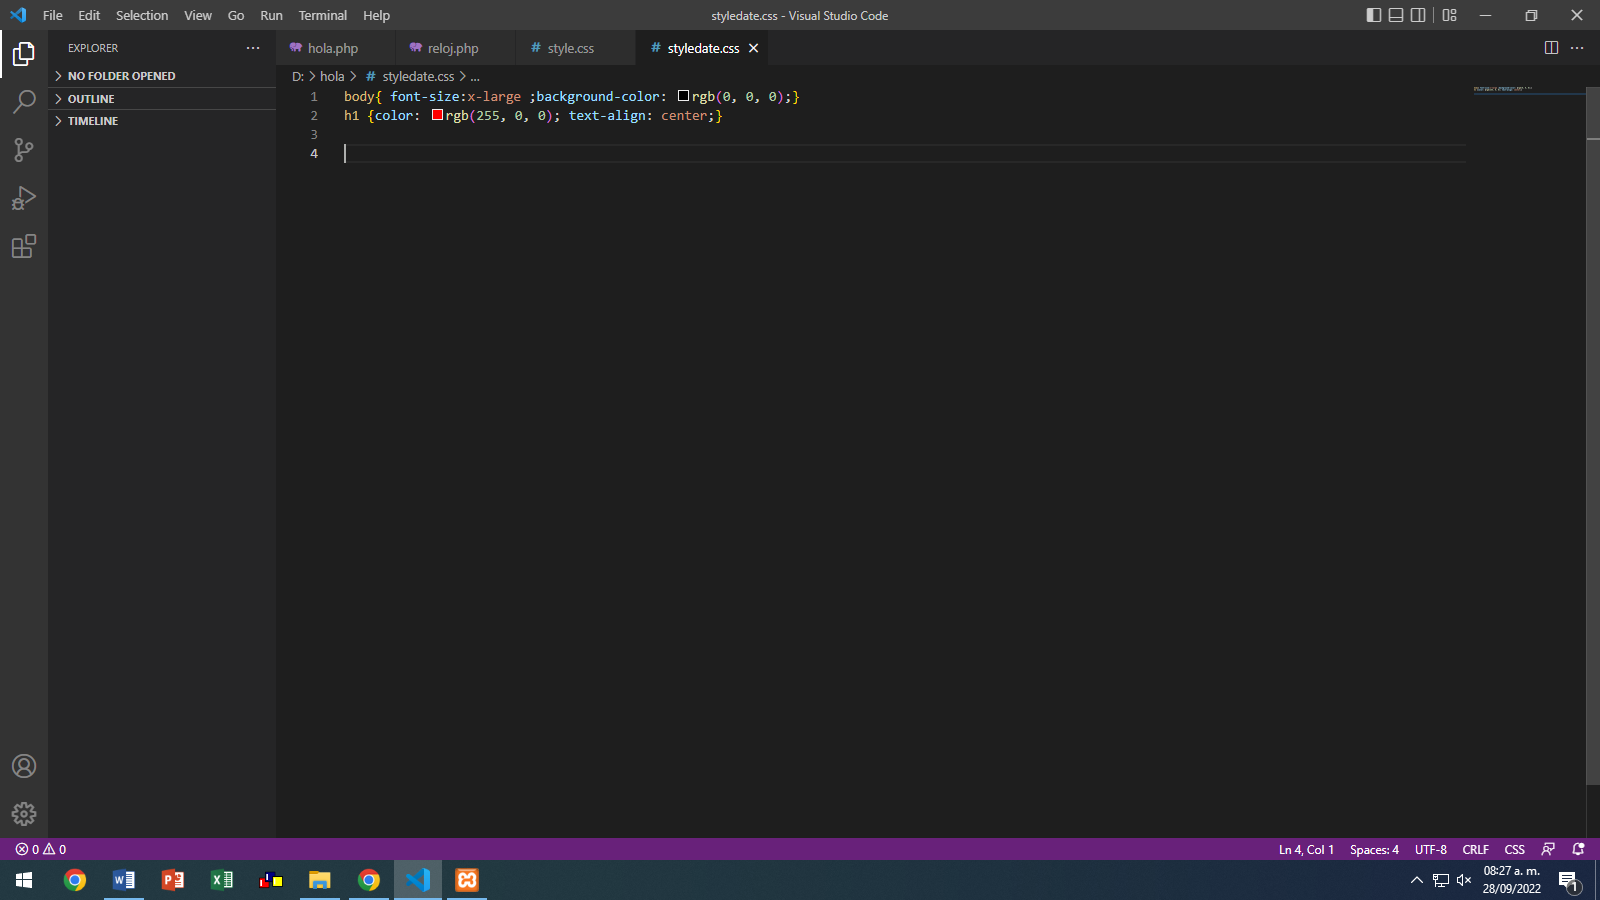 File Edit Selection View Go Run Terminal Help
styledate.css - Visual Studio Code
EXPLORER
NO FOLDER OPENED
OUTLINE
TIMELINE
hola.php
reloj.php
# style.css
# styledate.css
D: > hola > # styledate.css > ...
1 body{ font-size:x-large ;background-color: rgb(0, 0, 0);}
2 h1 {color: rgb(255, 0, 0); text-align: center;}
3
4
0 0
Ln 4, Col 1 Spaces: 4 UTF-8 CRLF CSS
08:27 a. m.
28/09/2022
1